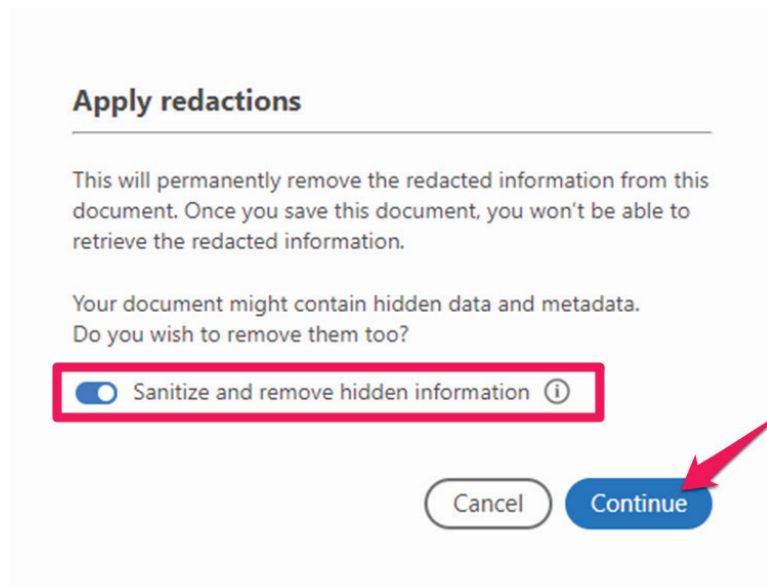 Apply redactions
This will permanently remove the redacted information from this
document. Once you save this document, you won't be able to
retrieve the redacted information.
Your document might contain hidden data and metadata.
Do you wish to remove them too?
Sanitize and remove hidden information
Cancel
Continue